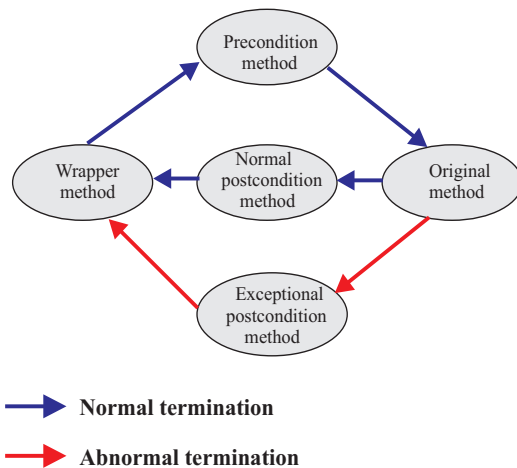 Precondition
method
Wrapper
method
Normal
postcondition
method
Original
method
Exceptional
postcondition
method
Normal termination
Abnormal termination